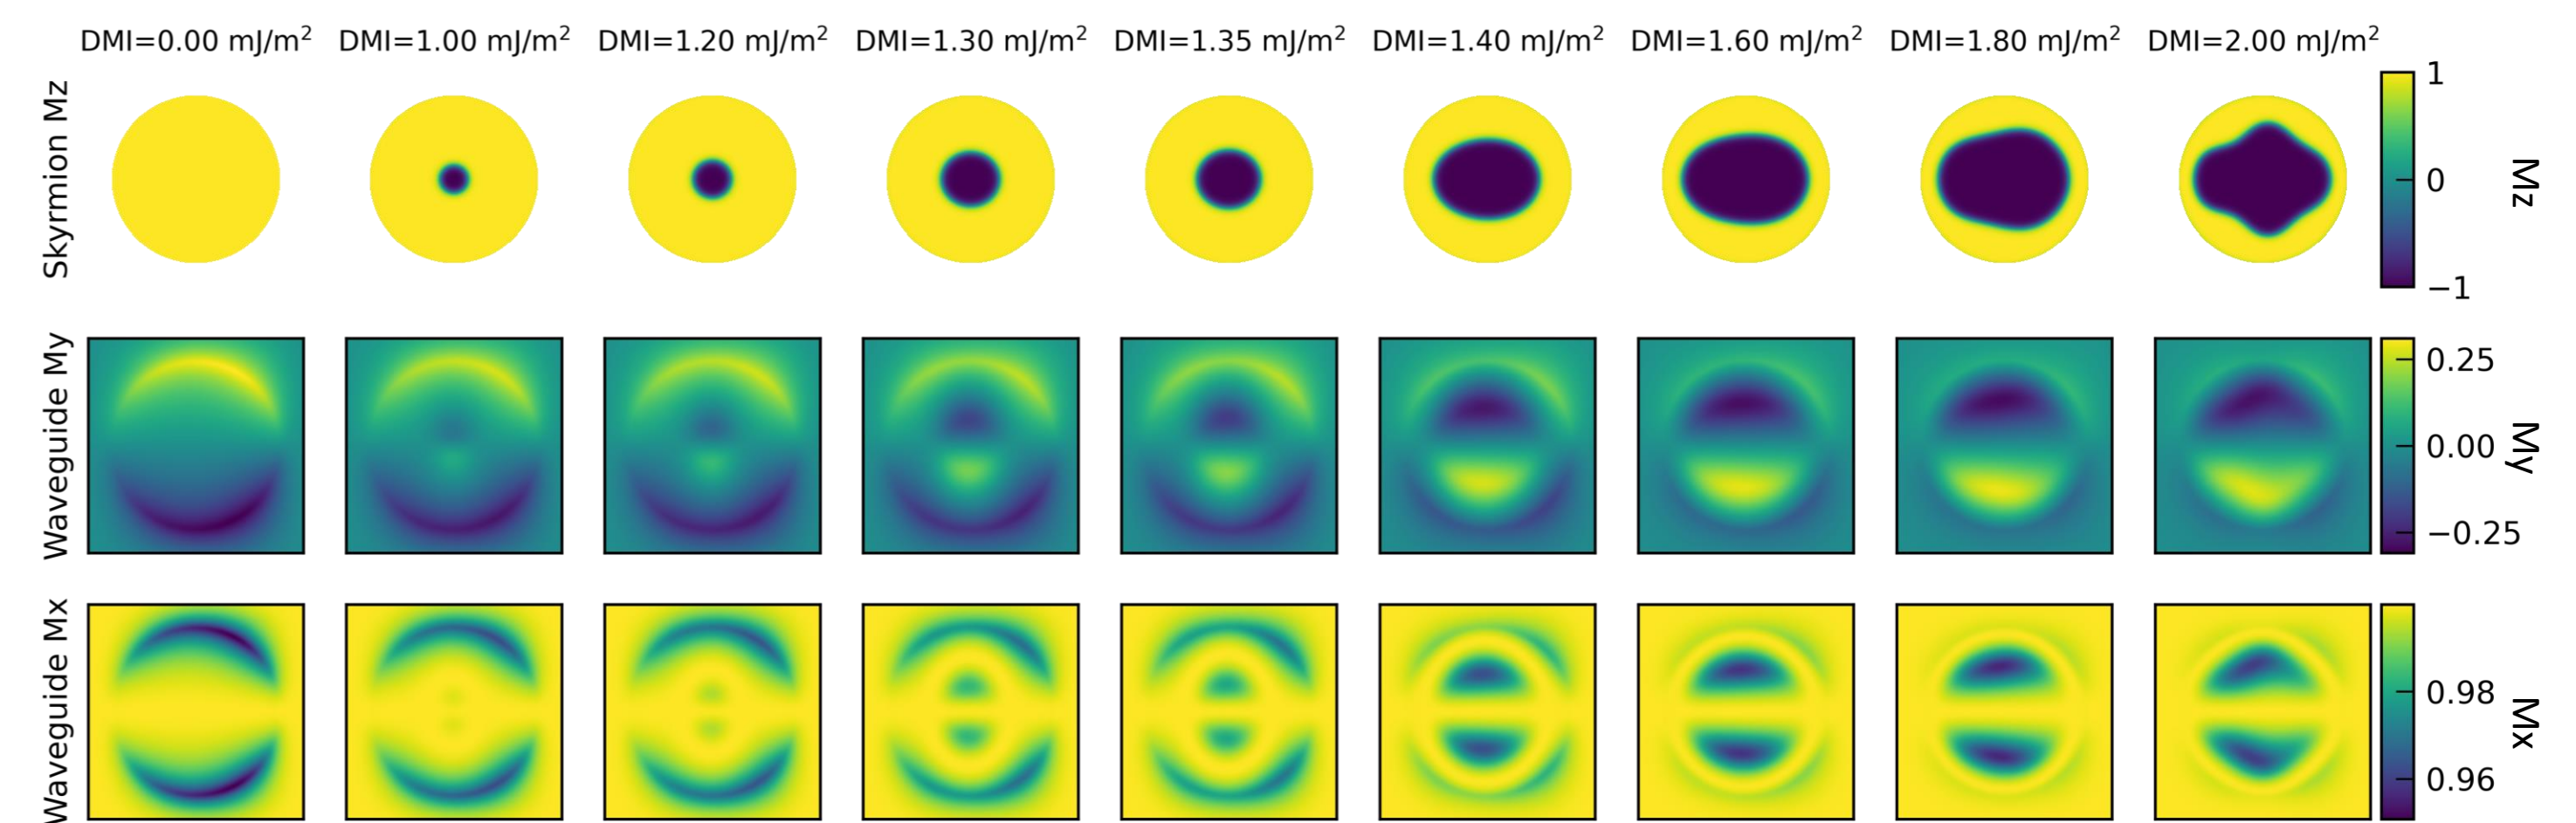 DMI=0.00 mJ/m² DMI=1.00 mJ/m² DMI=1.20 mJ/m² DMI=1.30 mJ/m² DMI=1.35 mJ/m² DMI=1.40 mJ/m² DMI=1.60 mJ/m² DMI=1.80 mJ/m² DMI=2.00 mJ/m²
Skyrmion Mz
1
0
−1
Mz
Waveguide My
0.25
0.00
−0.25
My
Waveguide Mx
0.98
0.96
Mx